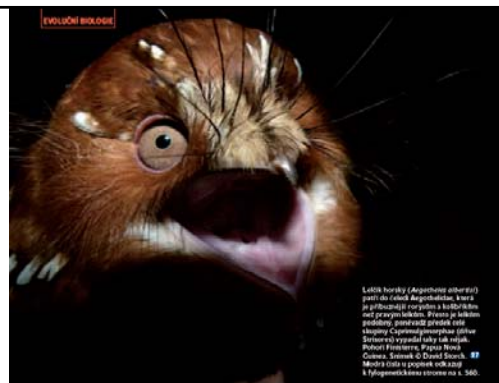 EVOLUČNÍ BIOLOGIE
Lelčík horský (Aegotheles albertisi)
patří do čeledi Aegothelidae, která
je příbuznější rorysům a kolibříkům
než pravým lelkům. Přesto je lelkům
podobný, poněvadž předek celé
skupiny Caprimulgimorphae (dříve
Strisores) vypadal taky tak nějak.
Pohoří Finisterre, Papua Nová
Guinea. Snímek © David Storch. 
Modrá čísla u popisek odkazují
k fylogenetickému stromu na s. 560.